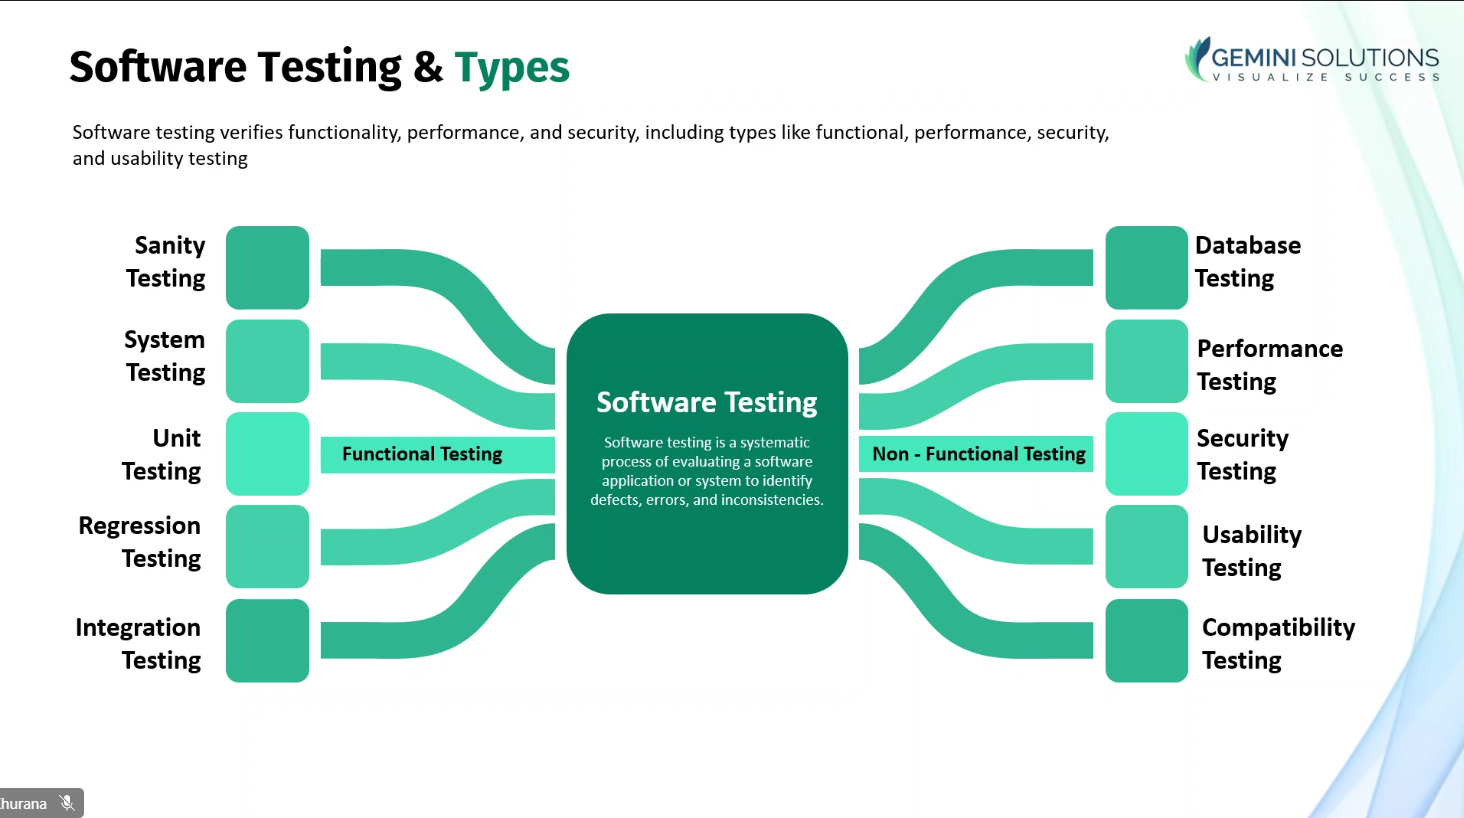 Software Testing & Types
GEMINI SOLUTIONS
VISUALIZE SUCCESS
Software testing verifies functionality, performance, and security, including types like functional, performance, security,
and usability testing
Sanity
Testing
System
Testing
Unit
Testing
Regression
Testing
Integration
Testing
Functional Testing
Software Testing
Software testing is a systematic
process of evaluating a software
application or system to identify
defects, errors, and inconsistencies.
Non - Functional Testing
Database
Testing
Performance
Testing
Security
Testing
Usability
Testing
Compatibility
Testing